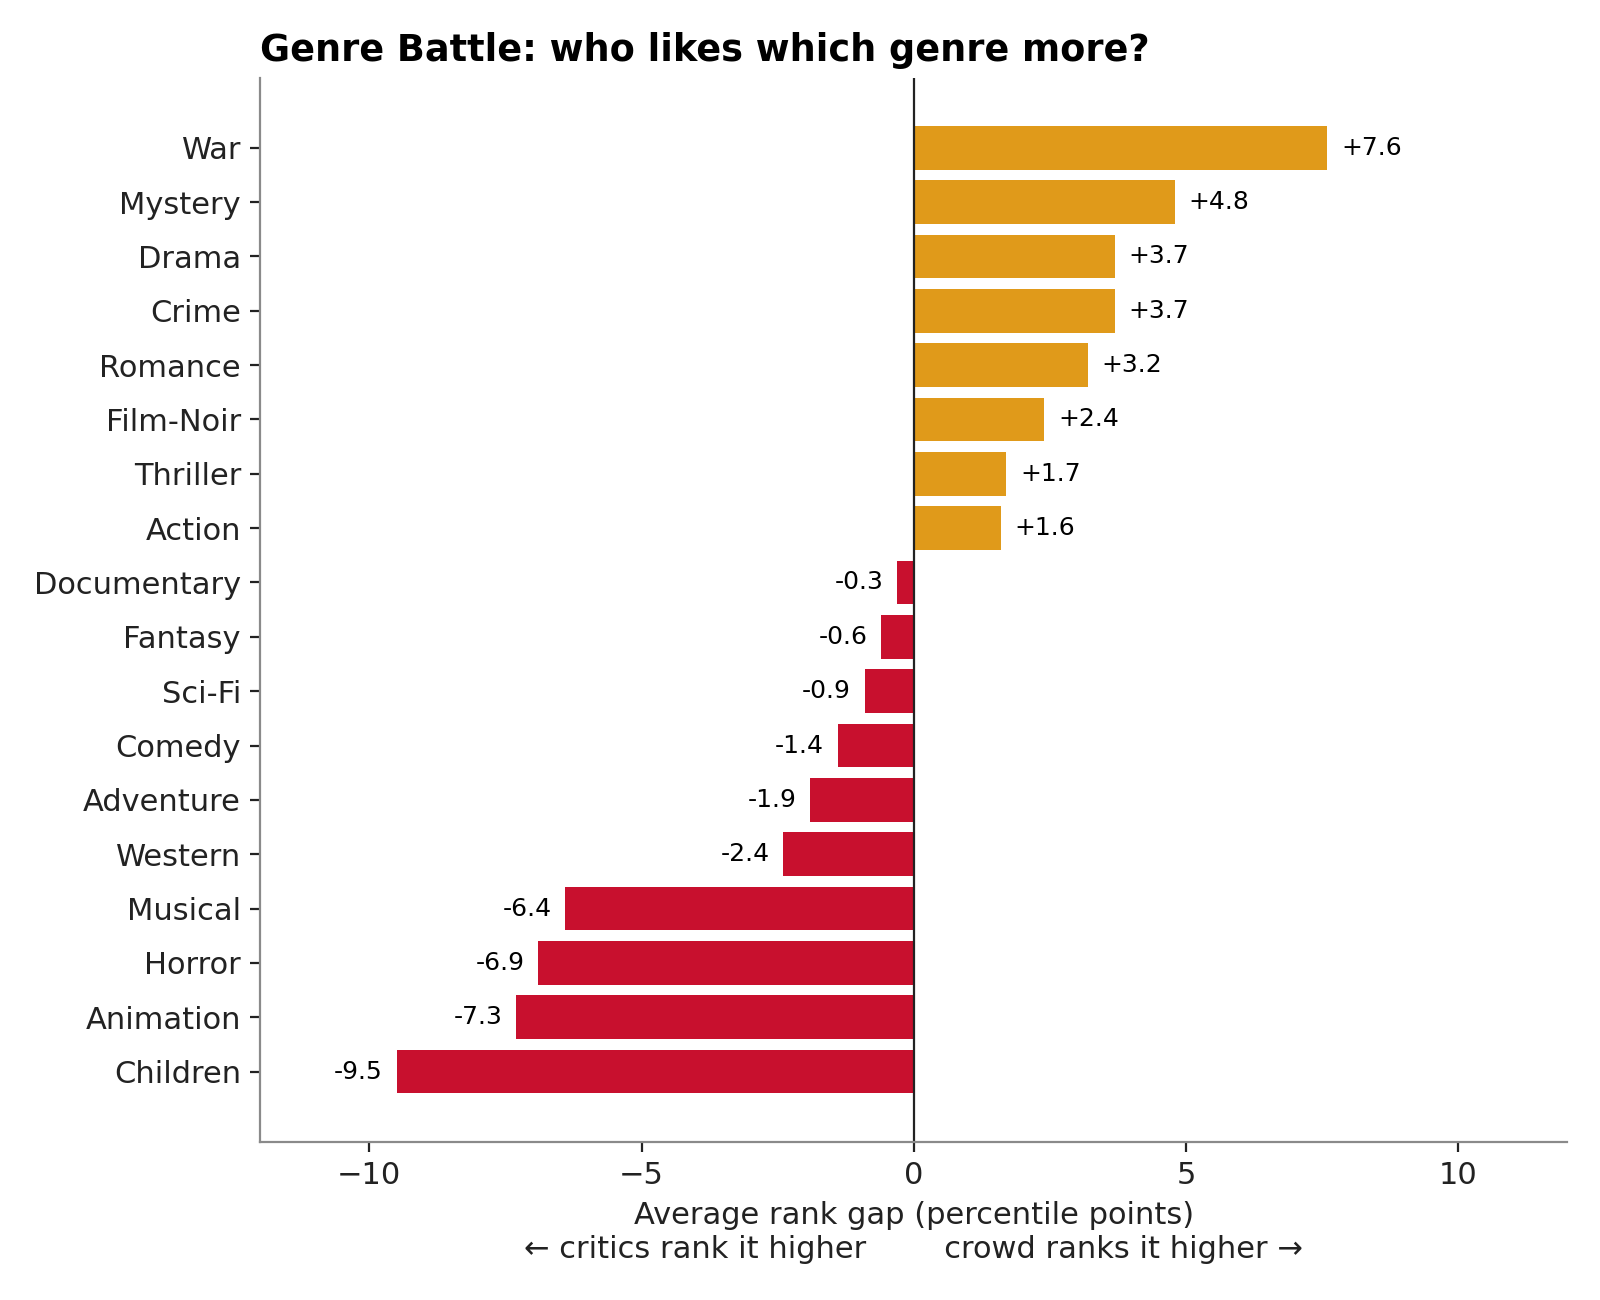 Genre Battle: who likes which genre more?
War +7.6
Mystery +4.8
Drama +3.7
Crime +3.7
Romance +3.2
Film-Noir +2.4
Thriller +1.7
Action +1.6
Documentary -0.3
Fantasy -0.6
Sci-Fi -0.9
Comedy -1.4
Adventure -1.9
Western -2.4
Musical -6.4
Horror -6.9
Animation -7.3
Children -9.5
−10 −5 0 5 10
Average rank gap (percentile points)
← critics rank it higher crowd ranks it higher →